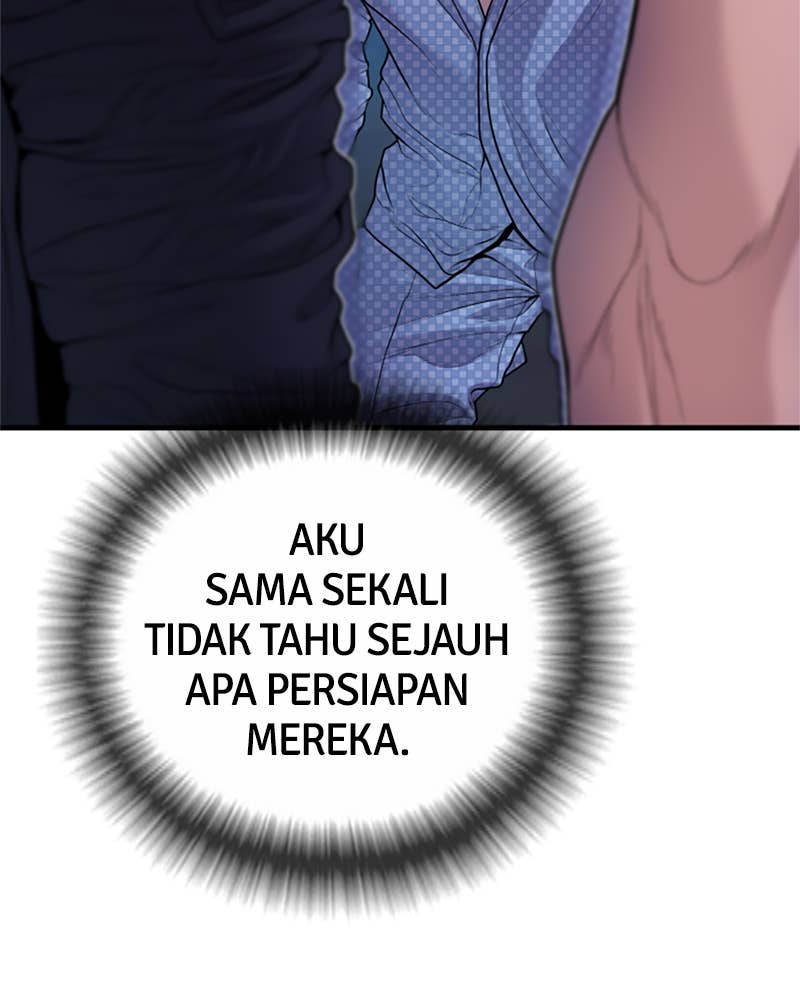 AKU
SAMA SEKALI
TIDAK TAHU SEJAUH
APA PERSIAPAN
MEREKA.